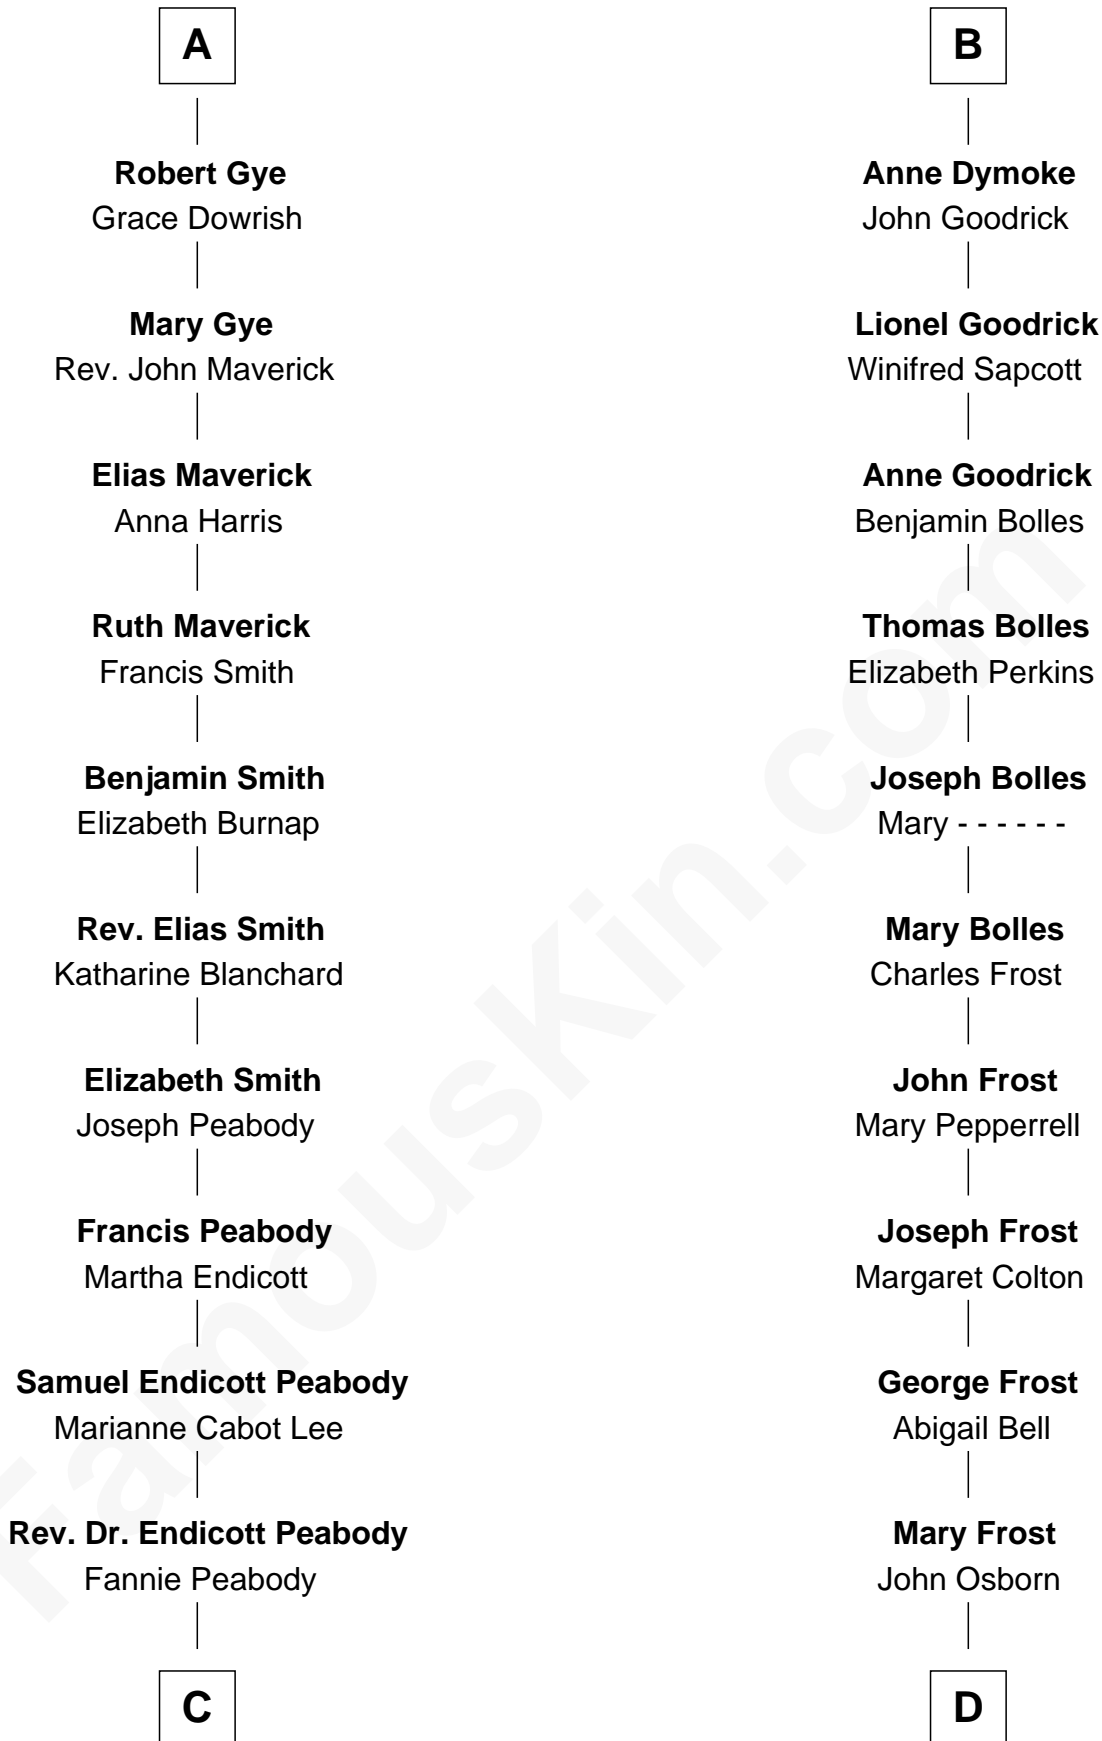 A
Robert Gye
Grace Dowrish
Mary Gye
Rev. John Maverick
Elias Maverick
Anna Harris
Ruth Maverick
Francis Smith
Benjamin Smith
Elizabeth Burnap
Rev. Elias Smith
Katharine Blanchard
Elizabeth Smith
Joseph Peabody
Francis Peabody
Martha Endicott
Samuel Endicott Peabody
Marianne Cabot Lee
Rev. Dr. Endicott Peabody
Fannie Peabody
C
B
Anne Dymoke
John Goodrick
Lionel Goodrick
Winifred Sapcott
Anne Goodrick
Benjamin Bolles
Thomas Bolles
Elizabeth Perkins
Joseph Bolles
Mary - - - - - -
Mary Bolles
Charles Frost
John Frost
Mary Pepperrell
Joseph Frost
Margaret Colton
George Frost
Abigail Bell
Mary Frost
John Osborn
D
FamousKin.com